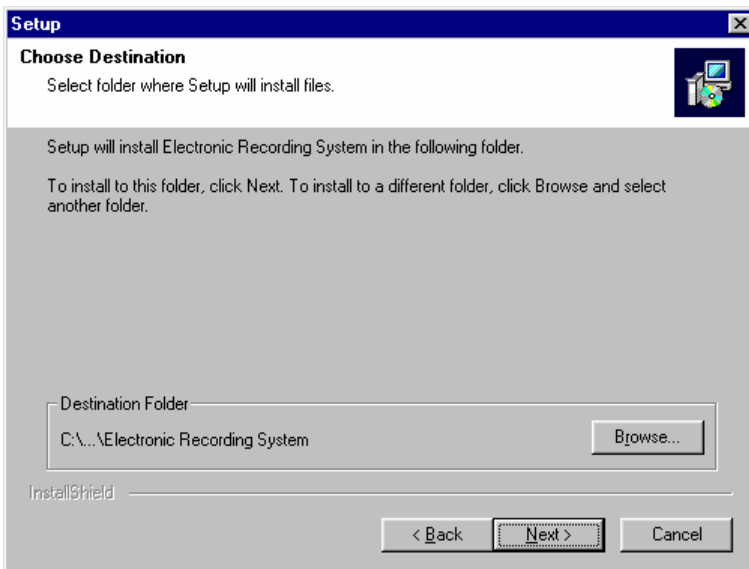 Setup
Choose Destination
Select folder where Setup will install files.
Setup will install Electronic Recording System in the following folder.
To install to this folder, click Next. To install to a different folder, click Browse and select
another folder.
Destination Folder
C:\...\Electronic Recording System
Browse...
InstallShield
< Back
Next >
Cancel